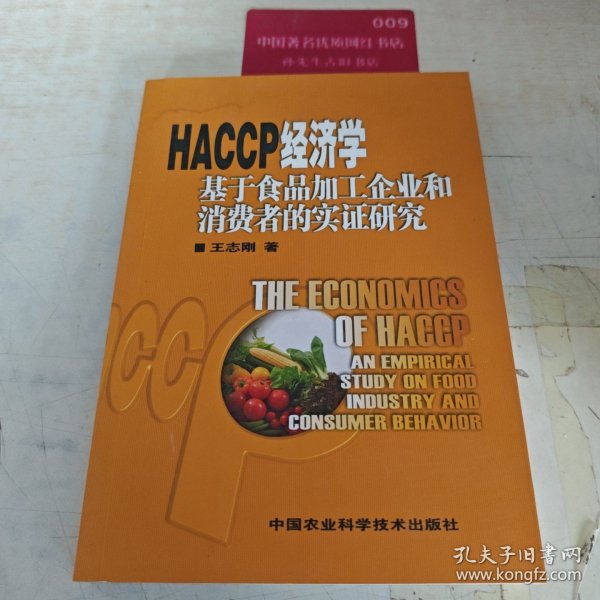 009
中国著名优质网红书店
孙先生古旧书店
HACCP经济学
基于食品加工企业和
消费者的实证研究
■王志刚 著
THE ECONOMICS
OF HACCP
AN EMPIRICAL
STUDY ON FOOD
INDUSTRY AND
CONSUMER BEHAVIOR
CCP
中国农业科学技术出版社
孔夫子旧书网
www.kongfz.com